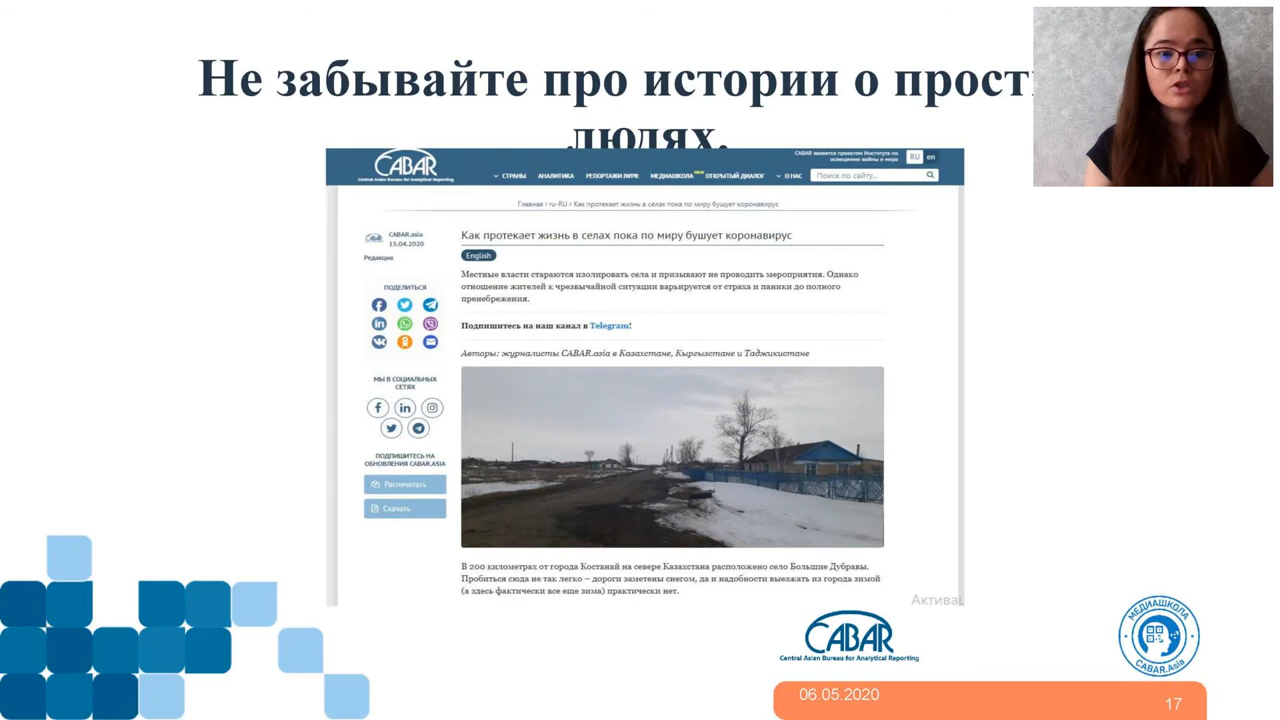 Не забывайте про истории о прост
людях.
CABAR
Central Asian Bureau for Analytical Reporting
CABAR является проектом Института по
освещению войны и мира
RU en
СТРАНЫ АНАЛИТИКА РЕПОРТАЖИ IWPR МЕДИАШКОЛА NEW ОТКРЫТЫЙ ДИАЛОГ О НАС
Поиск по сайту...
Главная › ru-RU › Как протекает жизнь в селах пока по миру бушует коронавирус
CABAR.asia
15.04.2020
Редакция
ПОДЕЛИТЬСЯ
МЫ В СОЦИАЛЬНЫХ
СЕТЯХ
ПОДПИШИТЕСЬ НА
ОБНОВЛЕНИЯ CABAR.ASIA
Распечатать
Скачать
Как протекает жизнь в селах пока по миру бушует коронавирус
English
Местные власти стараются изолировать села и призывают не проводить мероприятия. Однако
отношение жителей к чрезвычайной ситуации варьируется от страха и паники до полного
пренебрежения.
Подпишитесь на наш канал в Telegram!
Авторы: журналисты CABAR.asia в Казахстане, Кыргызстане и Таджикистане
В 200 километрах от города Костанай на севере Казахстана расположено село Большие Дубравы.
Пробиться сюда не так легко – дороги заметены снегом, да и надобности выезжать из города зимой
(а здесь фактически все еще зима) практически нет.
Актива
CABAR
Central Asian Bureau for Analytical Reporting
МЕДИАШКОЛА
CABAR.Asia
06.05.2020
17